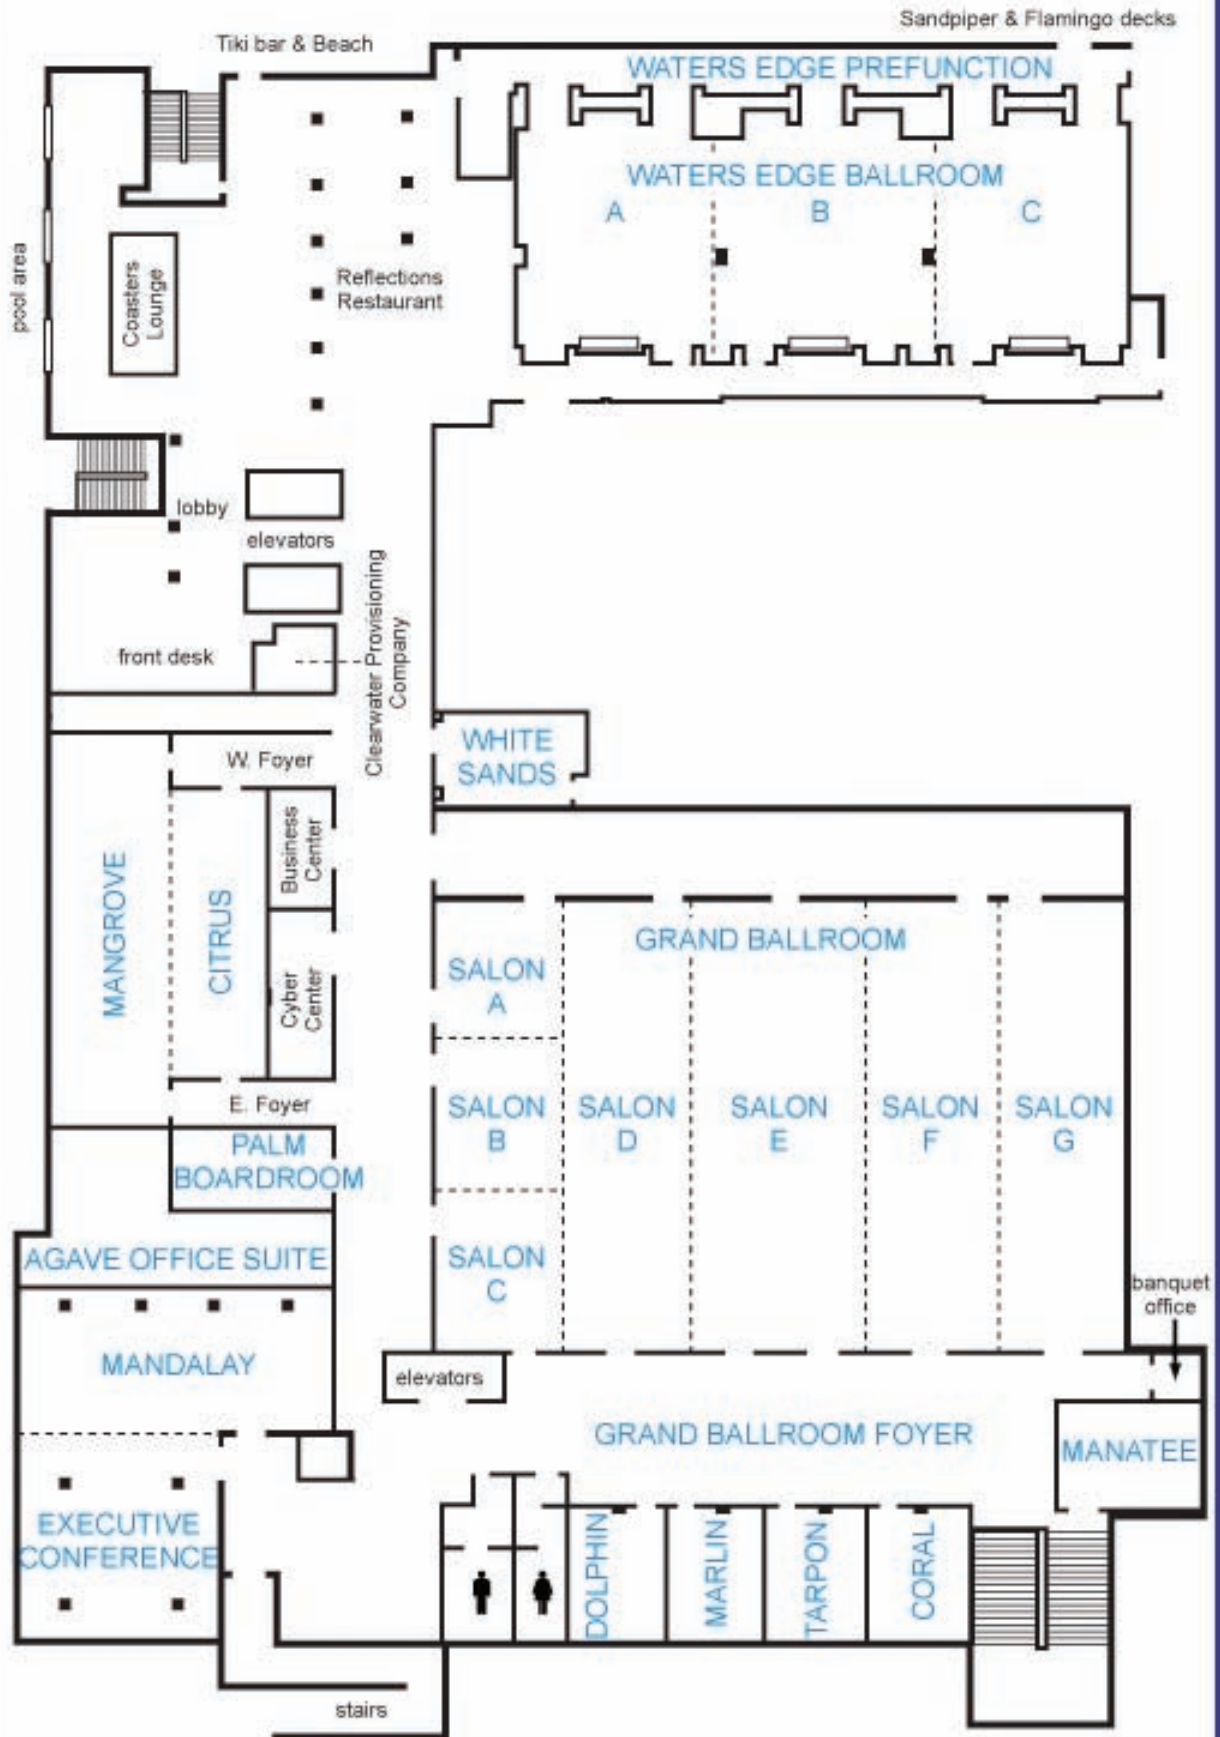 Sandpiper & Flamingo decks
Tiki bar & Beach
WATERS EDGE PREFUNCTION
WATERS EDGE BALLROOM
A
B
C
pool area
Coasters
Lounge
Reflections
Restaurant
lobby
elevators
front desk
Clearwater Provisioning
Company
WHITE
SANDS
W. Foyer
MANGROVE
CITRUS
Business
Center
Cyber
Center
E. Foyer
PALM
BOARDROOM
AGAVE OFFICE SUITE
MANDALAY
EXECUTIVE
CONFERENCE
GRAND BALLROOM
SALON
A
SALON
B
SALON
C
SALON
D
SALON
E
SALON
F
SALON
G
banquet
office
elevators
GRAND BALLROOM FOYER
MANATEE
DOLPHIN
MARLIN
TARPON
CORAL
stairs